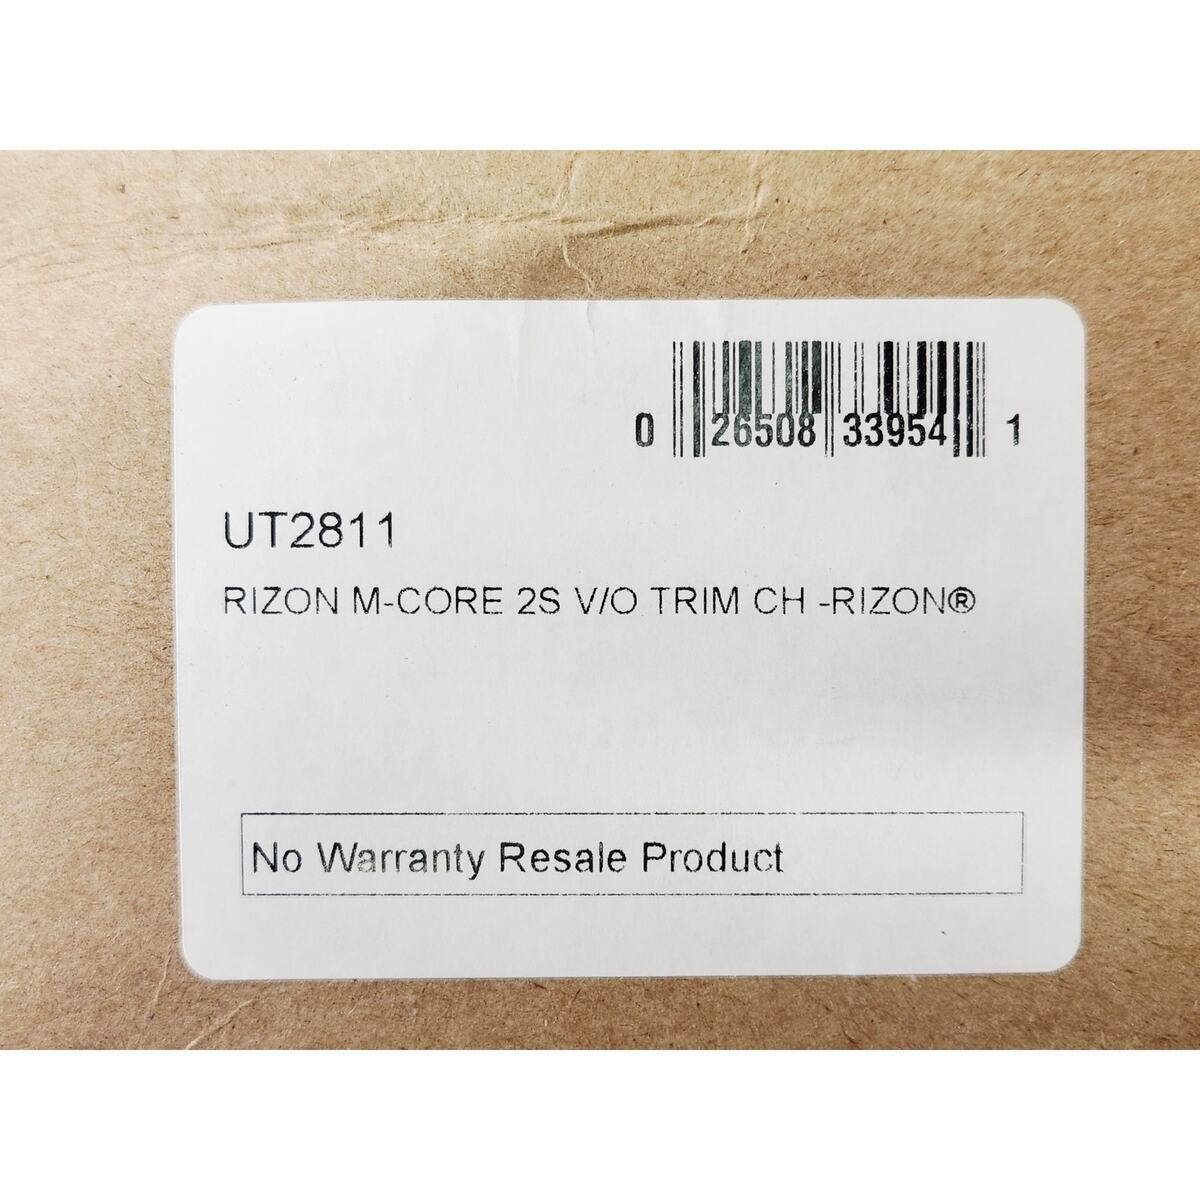 0 26508 33954 1
UT2811
RIZON M-CORE 2S V/O TRIM CH -RIZON®
No Warranty Resale Product